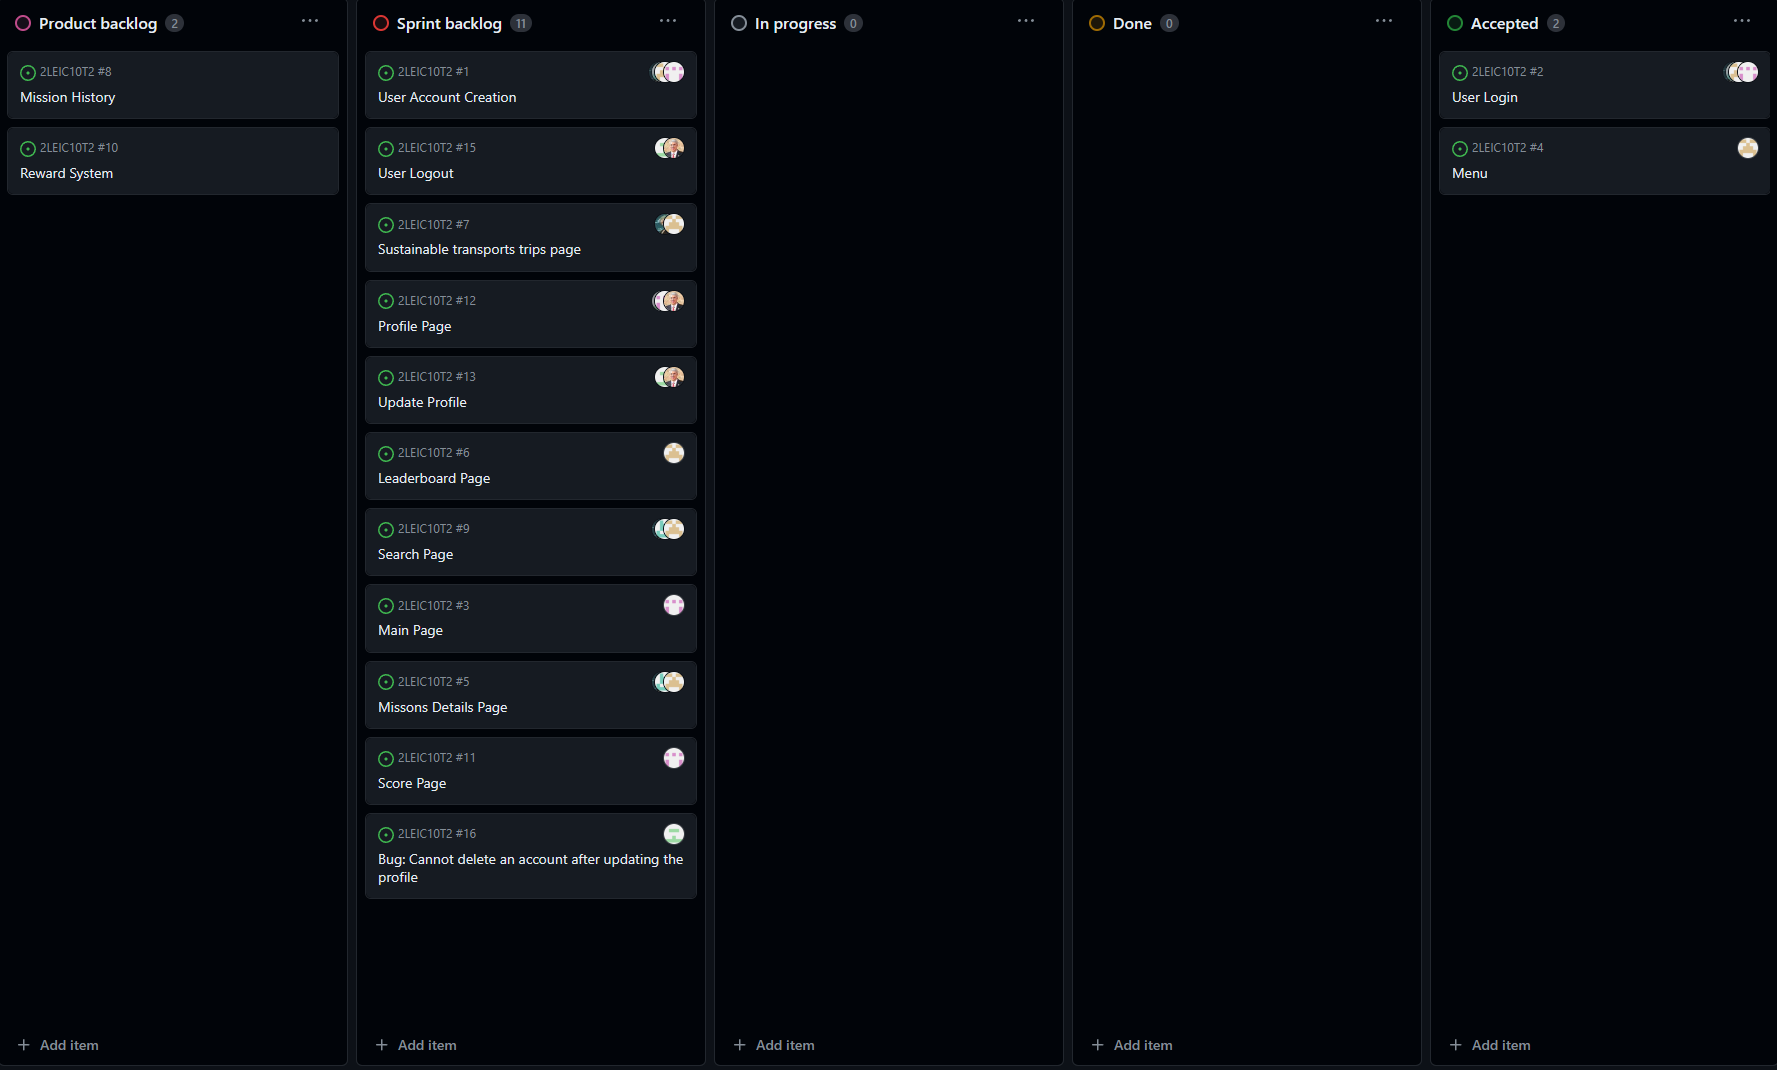 Product backlog 2
2LEIC10T2 #8
Mission History
2LEIC10T2 #10
Reward System
Add item
Sprint backlog 11
2LEIC10T2 #1
User Account Creation
2LEIC10T2 #15
User Logout
2LEIC10T2 #7
Sustainable transports trips page
2LEIC10T2 #12
Profile Page
2LEIC10T2 #13
Update Profile
2LEIC10T2 #6
Leaderboard Page
2LEIC10T2 #9
Search Page
2LEIC10T2 #3
Main Page
2LEIC10T2 #5
Missons Details Page
2LEIC10T2 #11
Score Page
2LEIC10T2 #16
Bug: Cannot delete an account after updating the
profile
Add item
In progress 0
Add item
Done 0
Add item
Accepted 2
2LEIC10T2 #2
User Login
2LEIC10T2 #4
Menu
Add item